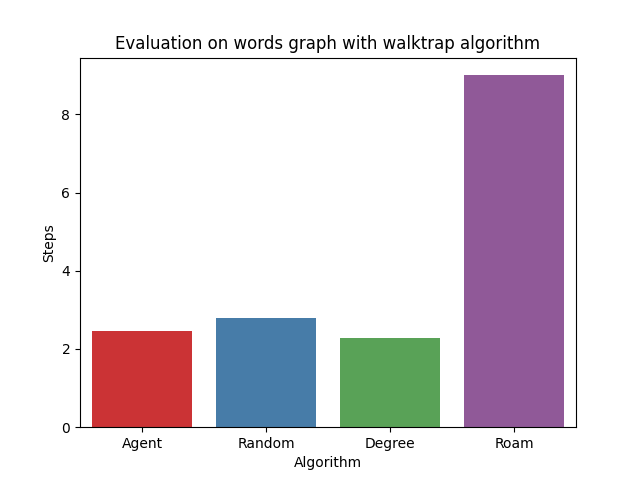 Evaluation on words graph with walktrap algorithm
8
6
4
2
0
Steps
Agent Random Degree Roam
Algorithm